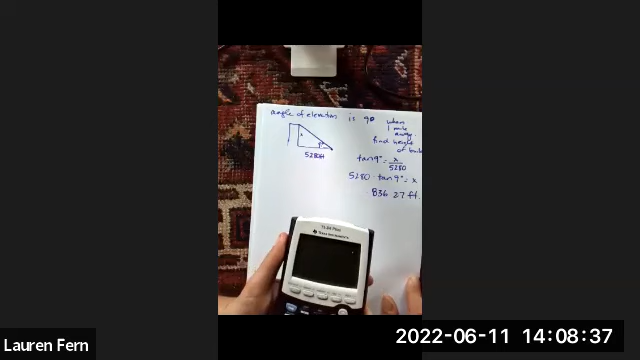 angle of elevation is 9°
when
1 mile
away.
find height
of
x
9°
5280ft
tan 9° = x
5280
5280 · tan 9° = x
836.27 ft.
TI-84 Plus
TEXAS INSTRUMENTS
Lauren Fern
2022-06-11 14:08:37